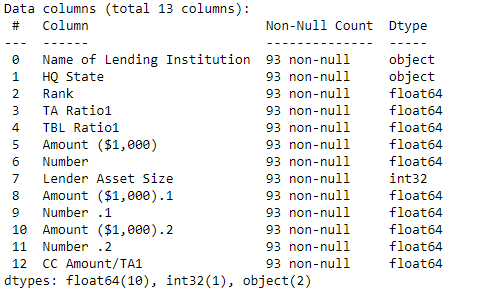 Data columns (total 13 columns):
 #   Column                       Non-Null Count  Dtype
---  ------                       --------------  -----
 0   Name of Lending Institution  93 non-null     object
 1   HQ State                     93 non-null     object
 2   Rank                         93 non-null     float64
 3   TA Ratio1                    93 non-null     float64
 4   TBL Ratio1                   93 non-null     float64
 5   Amount ($1,000)              93 non-null     float64
 6   Number                       93 non-null     float64
 7   Lender Asset Size            93 non-null     int32
 8   Amount ($1,000).1            93 non-null     float64
 9   Number .1                    93 non-null     float64
 10  Amount ($1,000).2            93 non-null     float64
 11  Number .2                    93 non-null     float64
 12  CC Amount/TA1                93 non-null     float64
dtypes: float64(10), int32(1), object(2)